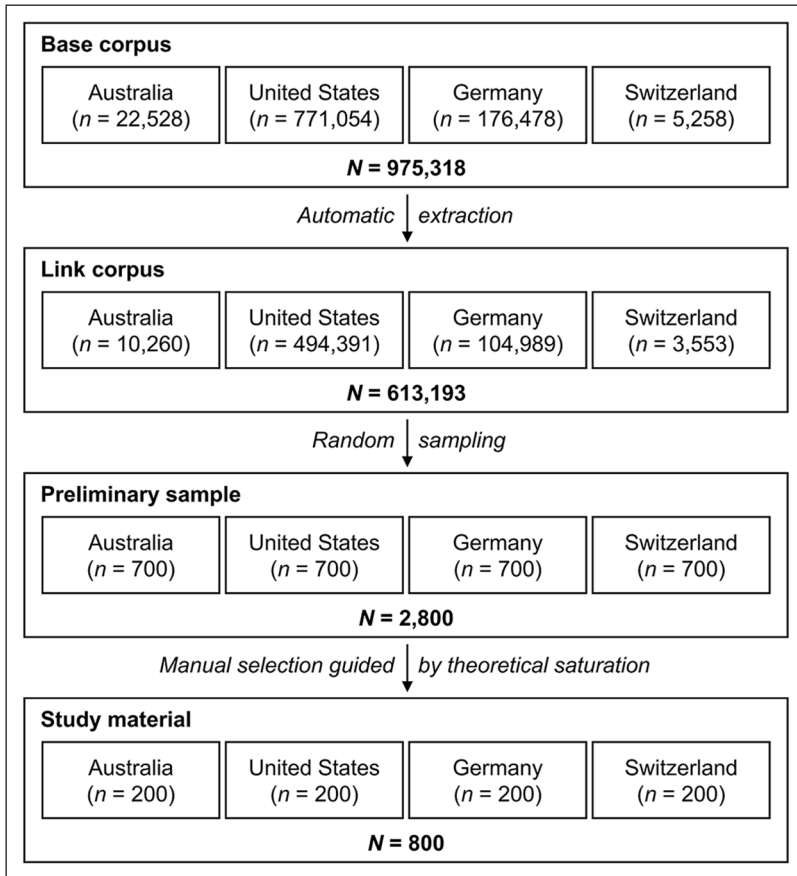 Base corpus
Australia
(n = 22,528)
United States
(n = 771,054)
Germany
(n = 176,478)
Switzerland
(n = 5,258)
N = 975,318
Automatic extraction
Link corpus
Australia
(n = 10,260)
United States
(n = 494,391)
Germany
(n = 104,989)
Switzerland
(n = 3,553)
N = 613,193
Random sampling
Preliminary sample
Australia
(n = 700)
United States
(n = 700)
Germany
(n = 700)
Switzerland
(n = 700)
N = 2,800
Manual selection guided by theoretical saturation
Study material
Australia
(n = 200)
United States
(n = 200)
Germany
(n = 200)
Switzerland
(n = 200)
N = 800